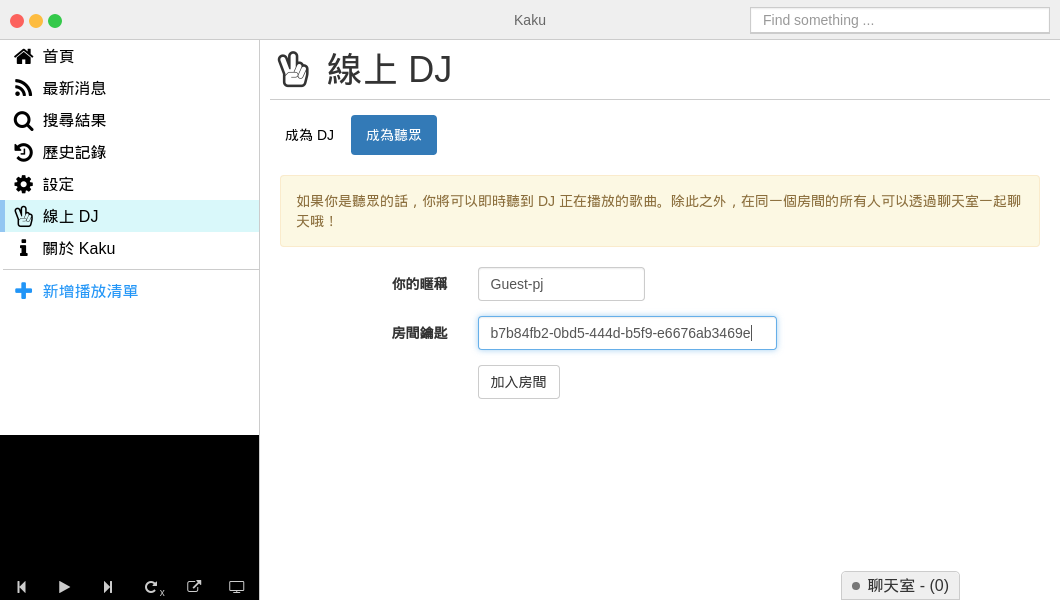 Kaku
Find something ...
首頁
最新消息
搜尋結果
歷史記錄
設定
線上 DJ
關於 Kaku
新增播放清單
x
線上 DJ
成為 DJ
成為聽眾
如果你是聽眾的話，你將可以即時聽到 DJ 正在播放的歌曲。除此之外，在同一個房間的所有人可以透過聊天室一起聊
天哦！
你的暱稱
Guest-pj
房間鑰匙
b7b84fb2-0bd5-444d-b5f9-e6676ab3469e
加入房間
聊天室 - (0)